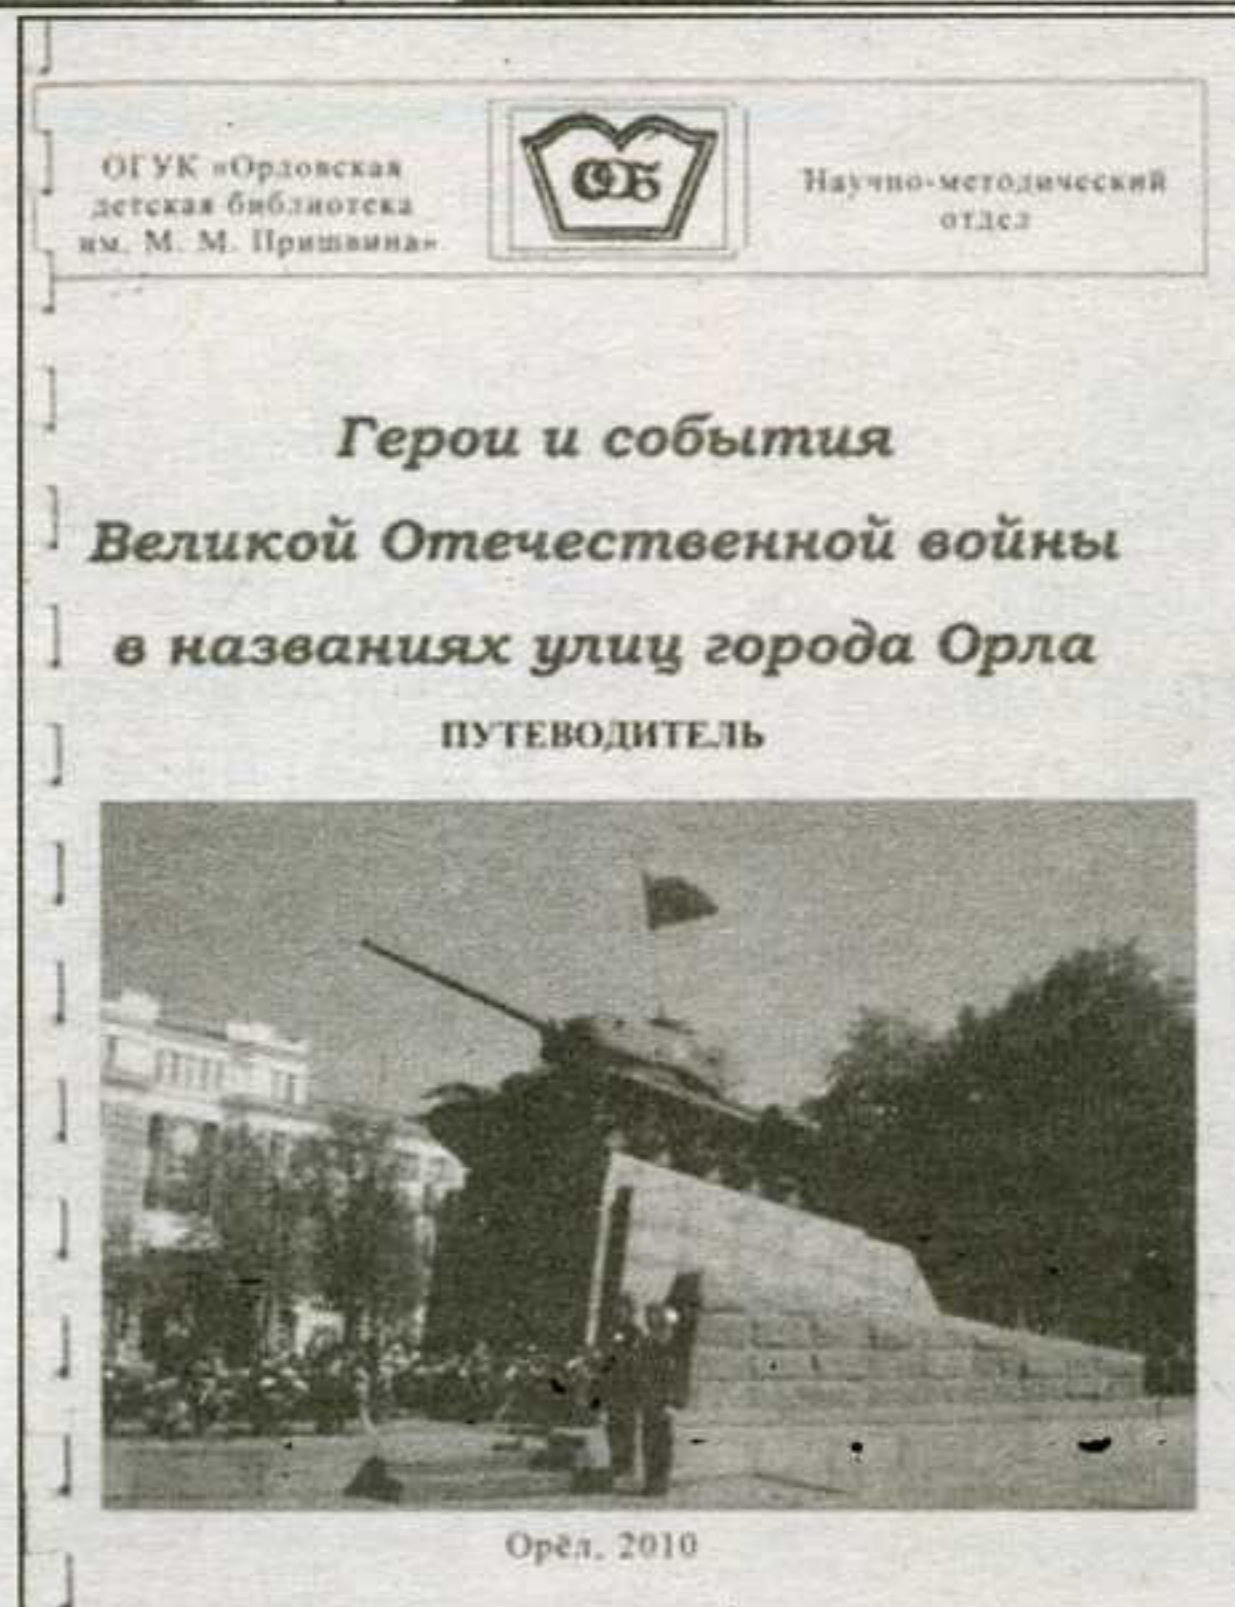 ОГУК «Орловская
детская библиотека
им. М. М. Пришвина»
ООБ
Научно-методический
отдел
Герои и события
Великой Отечественной войны
в названиях улиц города Орла
ПУТЕВОДИТЕЛЬ
Орёл, 2010